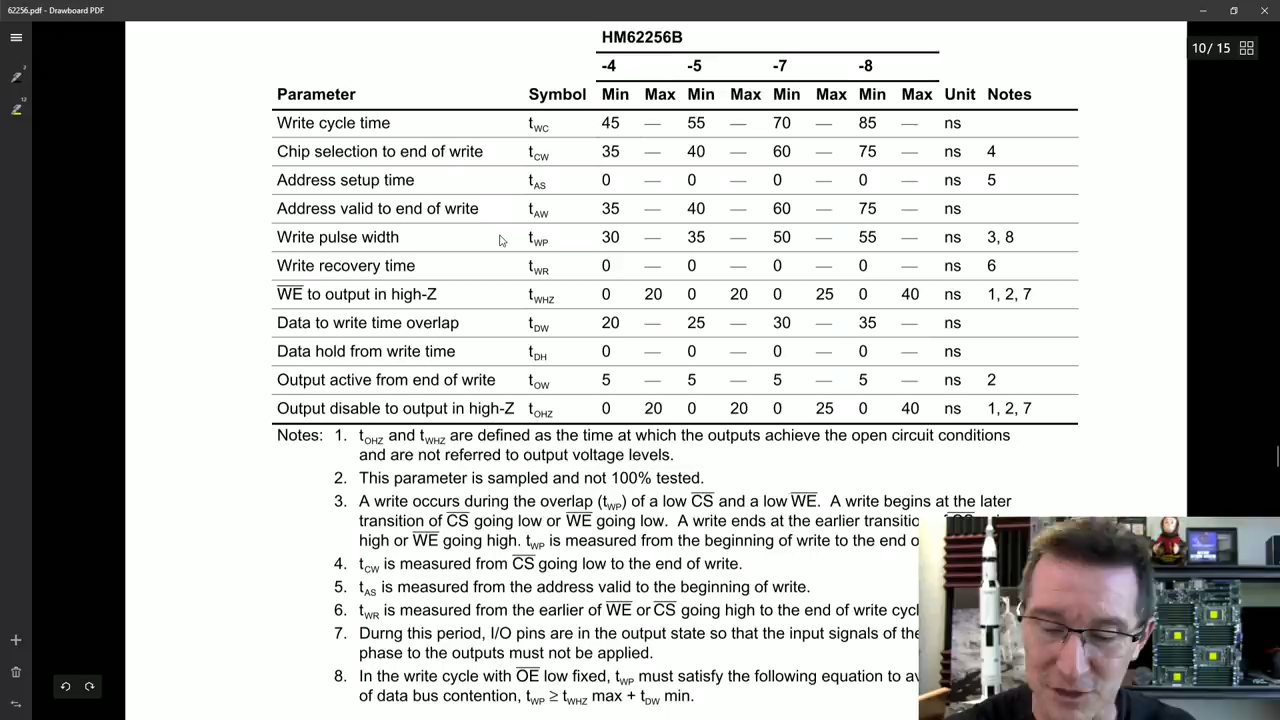 62256.pdf - Drawboard PDF
10 / 15
HM62256B
-4 -5 -7 -8
Parameter Symbol Min Max Min Max Min Max Min Max Unit Notes
Write cycle time tWC 45 — 55 — 70 — 85 — ns
Chip selection to end of write tCW 35 — 40 — 60 — 75 — ns 4
Address setup time tAS 0 — 0 — 0 — 0 — ns 5
Address valid to end of write tAW 35 — 40 — 60 — 75 — ns
Write pulse width tWP 30 — 35 — 50 — 55 — ns 3, 8
Write recovery time tWR 0 — 0 — 0 — 0 — ns 6
WE to output in high-Z tWHZ 0 20 0 20 0 25 0 40 ns 1, 2, 7
Data to write time overlap tDW 20 — 25 — 30 — 35 — ns
Data hold from write time tDH 0 — 0 — 0 — 0 — ns
Output active from end of write tOW 5 — 5 — 5 — 5 — ns 2
Output disable to output in high-Z tOHZ 0 20 0 20 0 25 0 40 ns 1, 2, 7
Notes: 1. tOHZ and tWHZ are defined as the time at which the outputs achieve the open circuit conditions
and are not referred to output voltage levels.
2. This parameter is sampled and not 100% tested.
3. A write occurs during the overlap (tWP) of a low CS and a low WE. A write begins at the later
transition of CS going low or WE going low. A write ends at the earlier
high or WE going high. tWP is measured from the beginning of write to the end
4. tCW is measured from CS going low to the end of write.
5. tAS is measured from the address valid to the beginning of write.
6. tWR is measured from the earlier of WE or CS going high to the end of write
7. Durng this period, I/O pins are in the output state so that the input signals of
phase to the outputs must not be applied.
8. In the write cycle with OE low fixed, tWP must satisfy the following equation to
of data bus contention, tWP ≥ tWHZ max + tDW min.